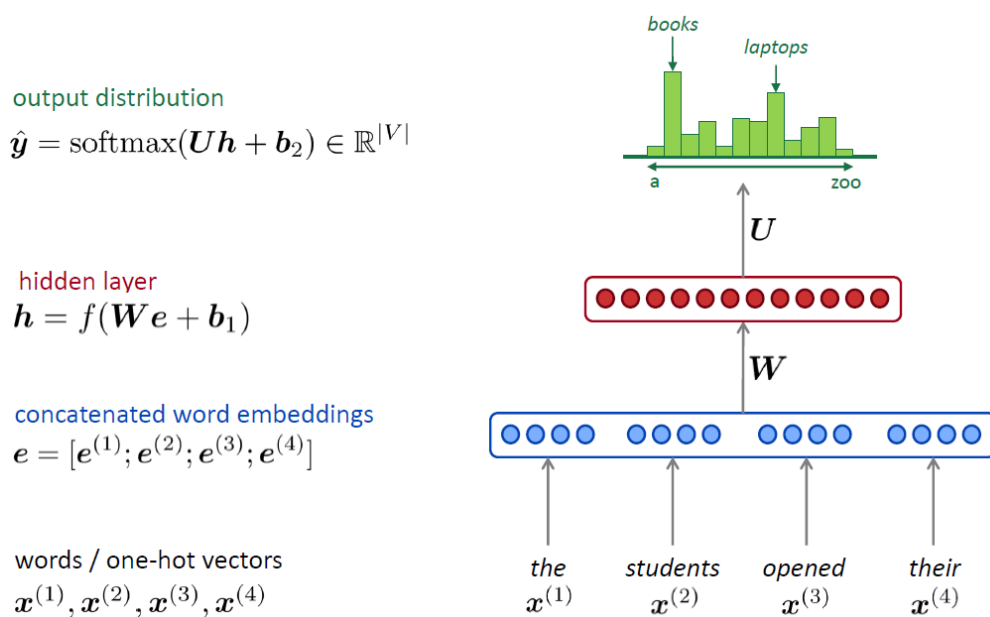 books
laptops
output distribution
ŷ = softmax(Uh + b₂) ∈ ℝ^|V|
a
zoo
U
hidden layer
h = f(We + b₁)
W
concatenated word embeddings
e = [e⁽¹⁾; e⁽²⁾; e⁽³⁾; e⁽⁴⁾]
words / one-hot vectors
x⁽¹⁾, x⁽²⁾, x⁽³⁾, x⁽⁴⁾
the students opened their
x⁽¹⁾ x⁽²⁾ x⁽³⁾ x⁽⁴⁾